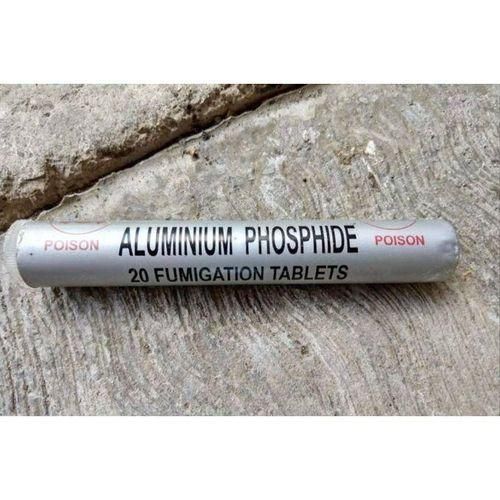 POISON ALUMINIUM PHOSPHIDE POISON
20 FUMIGATION TABLETS